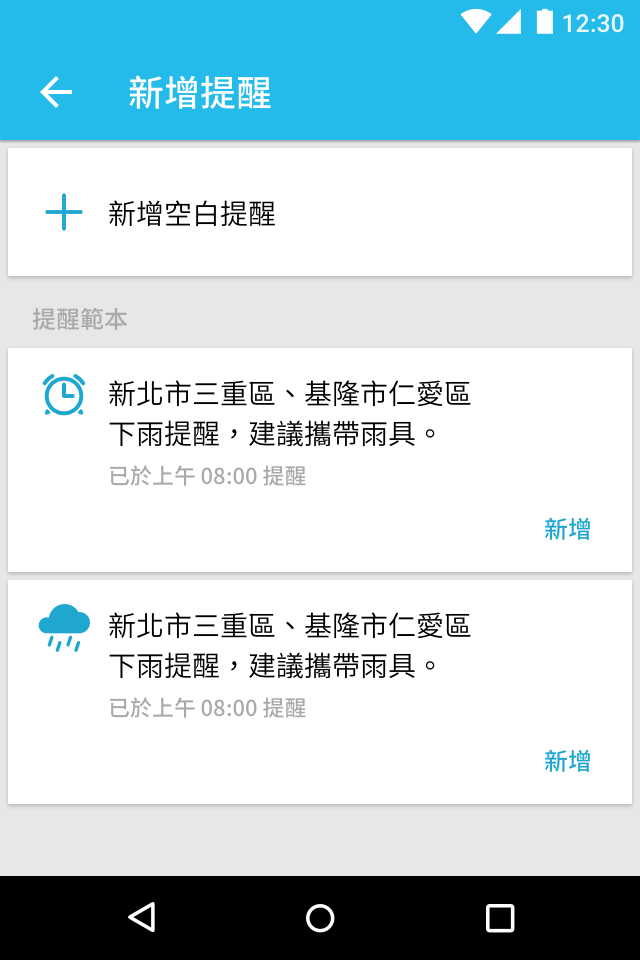 12:30
新增提醒
新增空白提醒
提醒範本
新北市三重區、基隆市仁愛區
下雨提醒，建議攜帶雨具。
已於上午 08:00 提醒
新增
新北市三重區、基隆市仁愛區
下雨提醒，建議攜帶雨具。
已於上午 08:00 提醒
新增